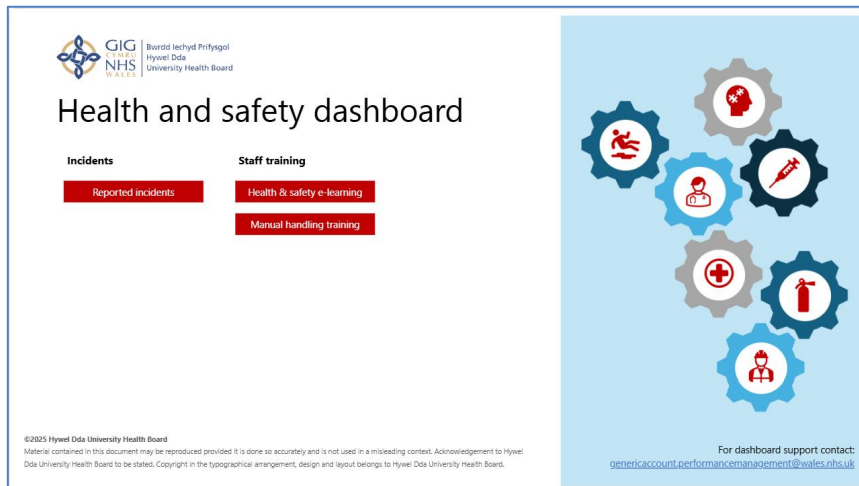 GIG
CYMRU
NHS
WALES
Bwrdd Iechyd Prifysgol
Hywel Dda
University Health Board
Health and safety dashboard
Incidents
Reported incidents
Staff training
Health & safety e-learning
Manual handling training
©2025 Hywel Dda University Health Board
Material contained in this document may be reproduced provided it is done so accurately and is not used in a misleading context. Acknowledgement to Hywel
Dda University Health Board to be stated. Copyright in the typographical arrangement, design and layout belongs to Hywel Dda University Health Board.
For dashboard support contact:
genericaccount.performancemanagement@wales.nhs.uk